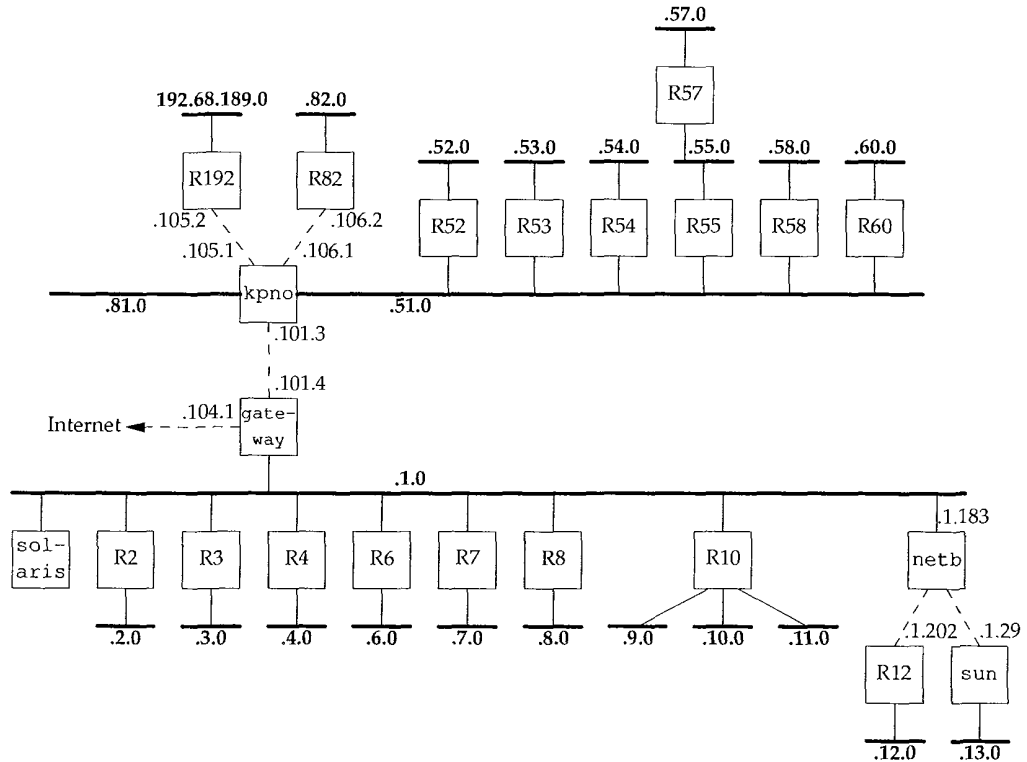 .57.0
R57
192.68.189.0
.82.0
R192
R82
.52.0
.53.0
.54.0
.55.0
.58.0
.60.0
R52
R53
R54
R55
R58
R60
.105.2
.106.2
.105.1
.106.1
kpno
.81.0
.51.0
.101.3
.101.4
Internet
.104.1
gate-
way
.1.0
.1.183
sol-
aris
R2
R3
R4
R6
R7
R8
R10
netb
.2.0
.3.0
.4.0
.6.0
.7.0
.8.0
.9.0
.10.0
.11.0
.1.202
.1.29
R12
sun
.12.0
.13.0